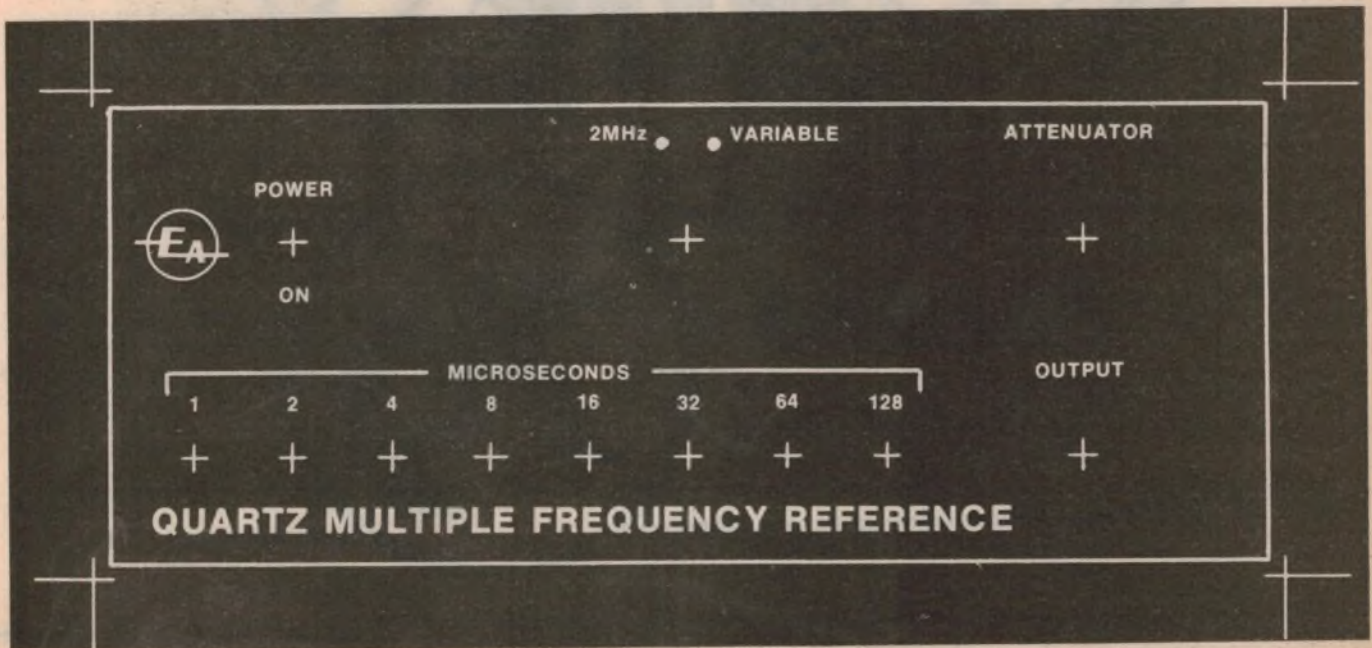 2MHz VARIABLE ATTENUATOR
POWER
EA
ON
MICROSECONDS OUTPUT
1 2 4 8 16 32 64 128
QUARTZ MULTIPLE FREQUENCY REFERENCE